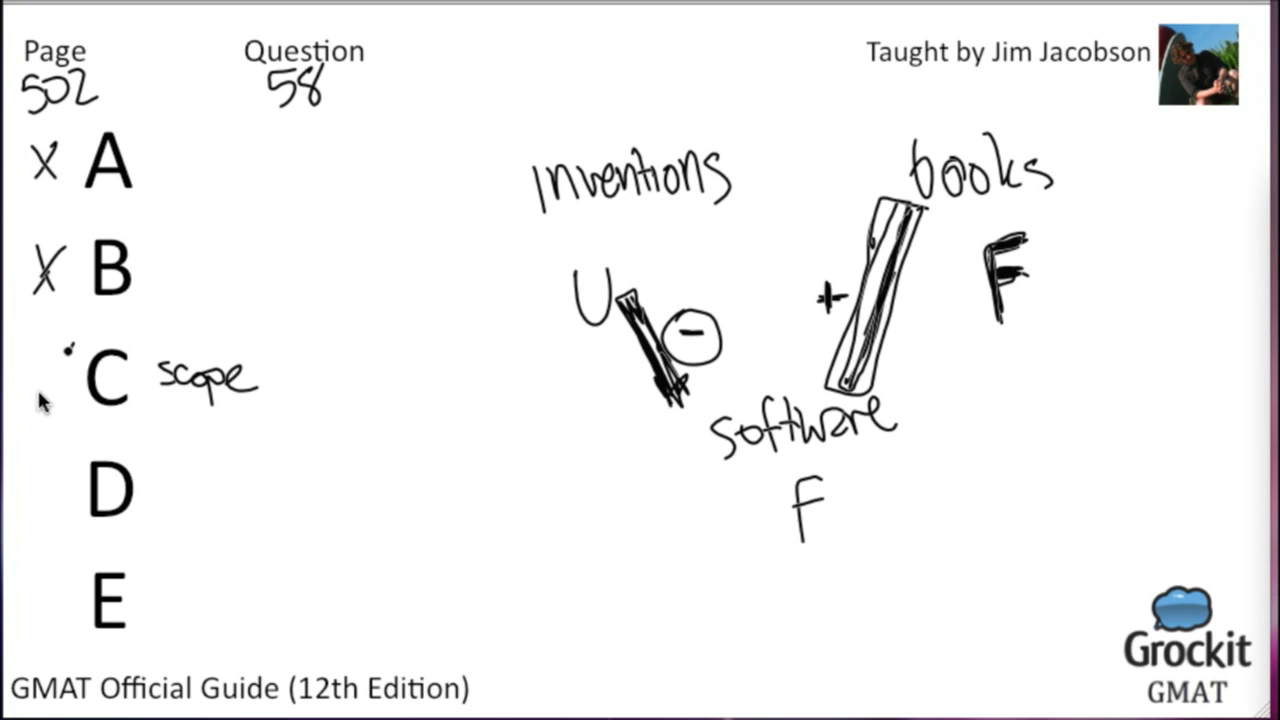 Page Question Taught by Jim Jacobson
502 58
X A
X B
C scope
D
E
Inventions books
U - + F
software
F
Grockit
GMAT
GMAT Official Guide (12th Edition)